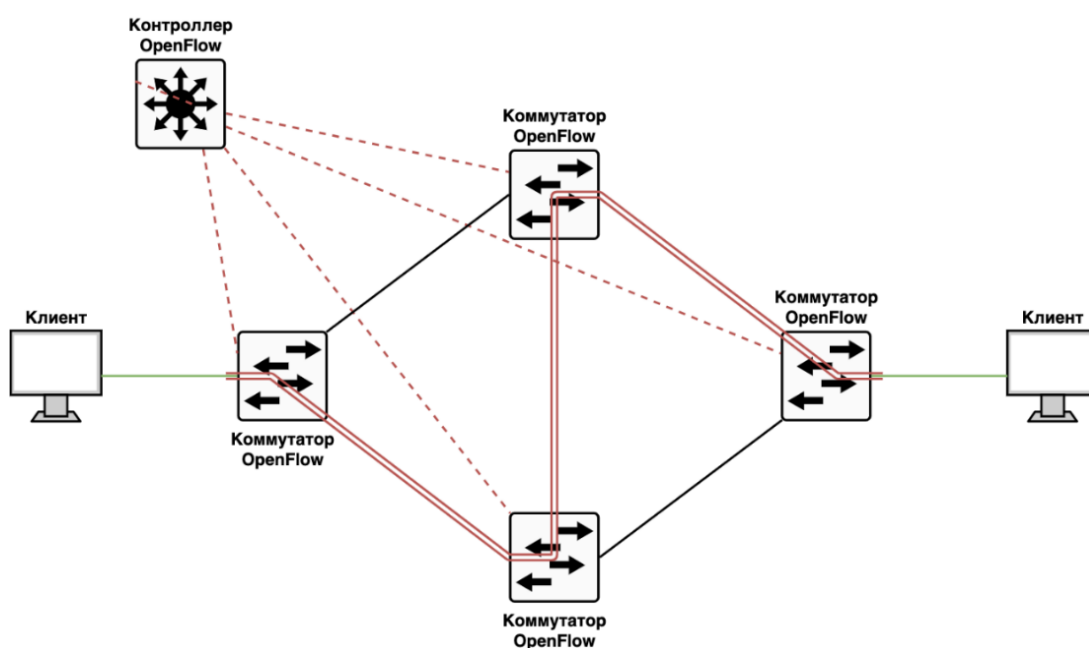 Контроллер
OpenFlow
Коммутатор
OpenFlow
Клиент
Коммутатор
OpenFlow
Коммутатор
OpenFlow
Клиент
Коммутатор
OpenFlow